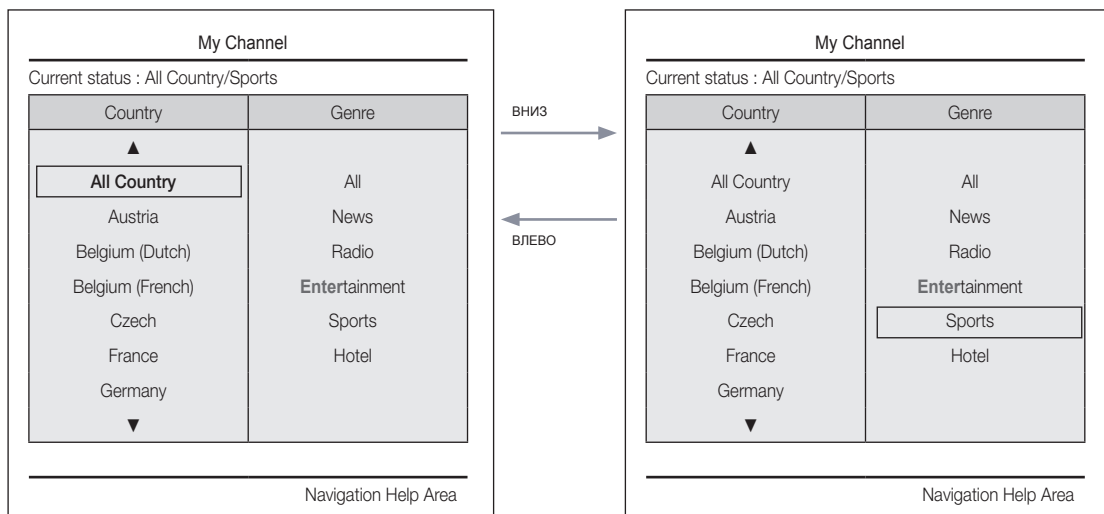 My Channel
Current status : All Country/Sports
Country Genre
▲
All Country All
Austria News
Belgium (Dutch) Radio
Belgium (French) Entertainment
Czech Sports
France Hotel
Germany
▼
Navigation Help Area
ВНИЗ
ВЛЕВО
My Channel
Current status : All Country/Sports
Country Genre
▲
All Country All
Austria News
Belgium (Dutch) Radio
Belgium (French) Entertainment
Czech Sports
France Hotel
Germany
▼
Navigation Help Area